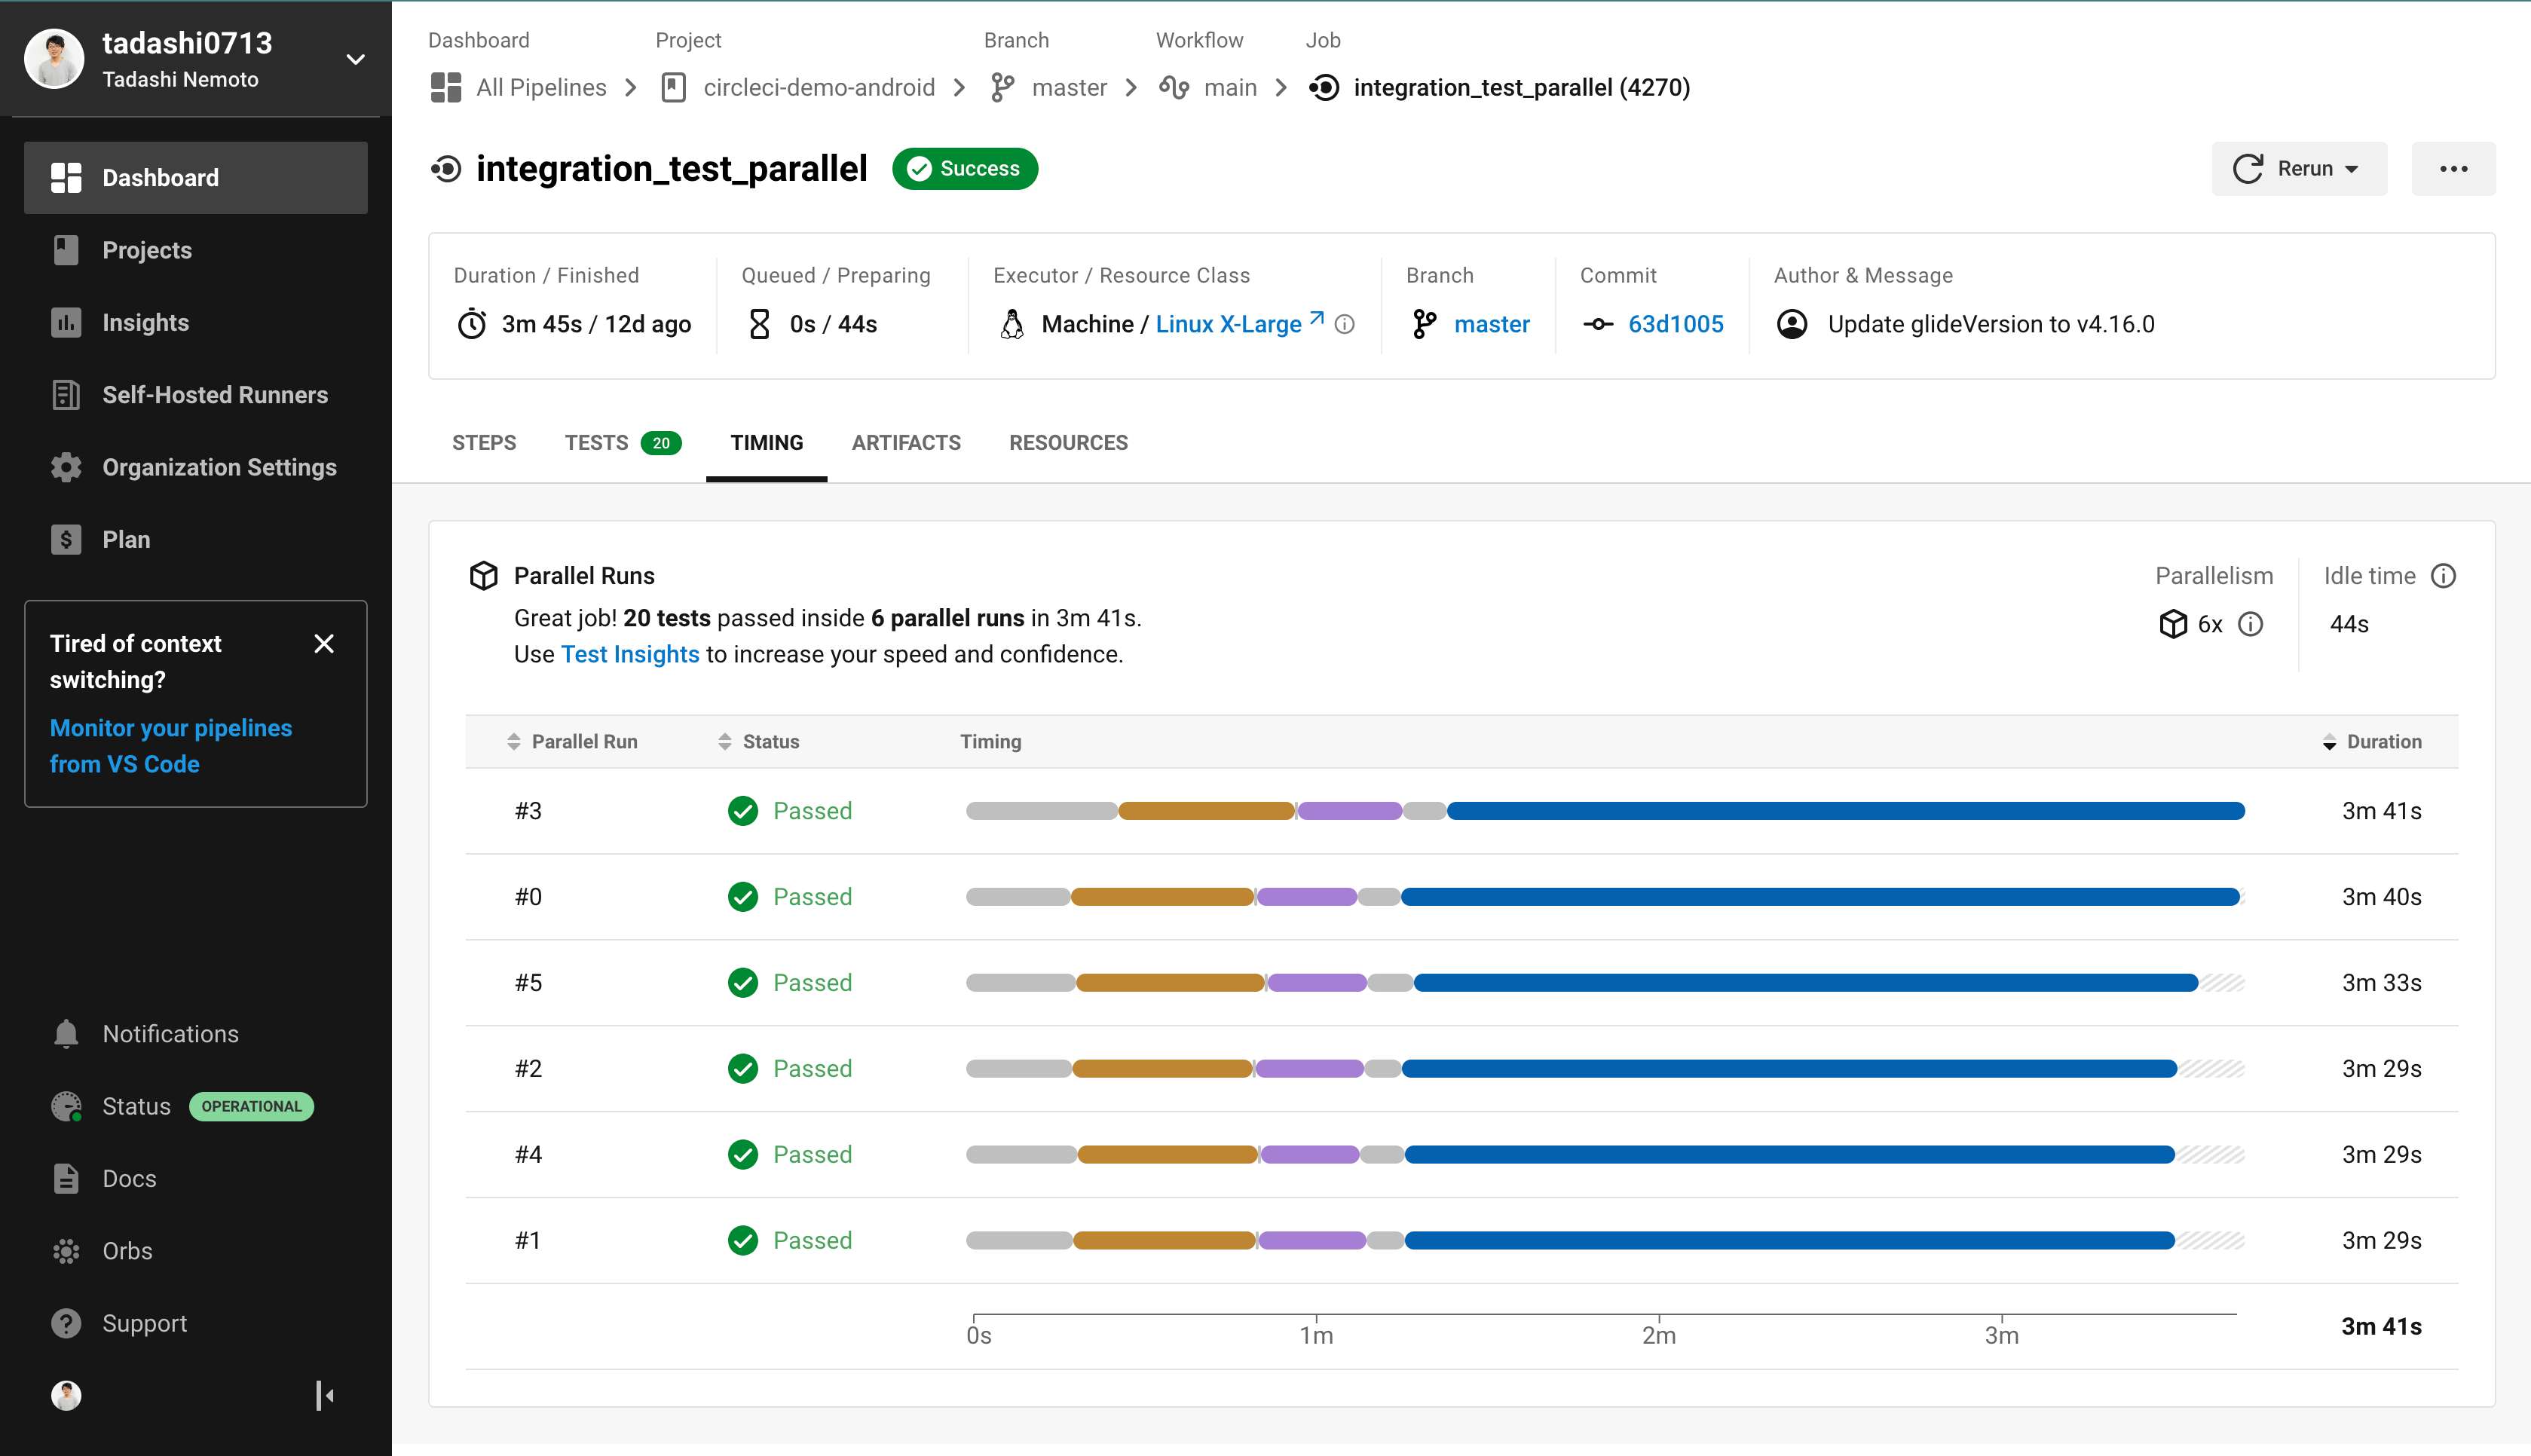 tadashi0713
Tadashi Nemoto
Dashboard
Projects
Insights
Self-Hosted Runners
Organization Settings
Plan
Tired of context
switching?
Monitor your pipelines
from VS Code
Notifications
Status OPERATIONAL
Docs
Orbs
Support
Dashboard Project Branch Workflow Job
All Pipelines circleci-demo-android master main integration_test_parallel (4270)
integration_test_parallel Success
Rerun
Duration / Finished Queued / Preparing Executor / Resource Class Branch Commit Author & Message
3m 45s / 12d ago 0s / 44s Machine / Linux X-Large master 63d1005 Update glideVersion to v4.16.0
STEPS TESTS 20 TIMING ARTIFACTS RESOURCES
Parallel Runs Parallelism Idle time
Great job! 20 tests passed inside 6 parallel runs in 3m 41s. 6x 44s
Use Test Insights to increase your speed and confidence.
Parallel Run Status Timing Duration
#3 Passed 3m 41s
#0 Passed 3m 40s
#5 Passed 3m 33s
#2 Passed 3m 29s
#4 Passed 3m 29s
#1 Passed 3m 29s
0s 1m 2m 3m 3m 41s